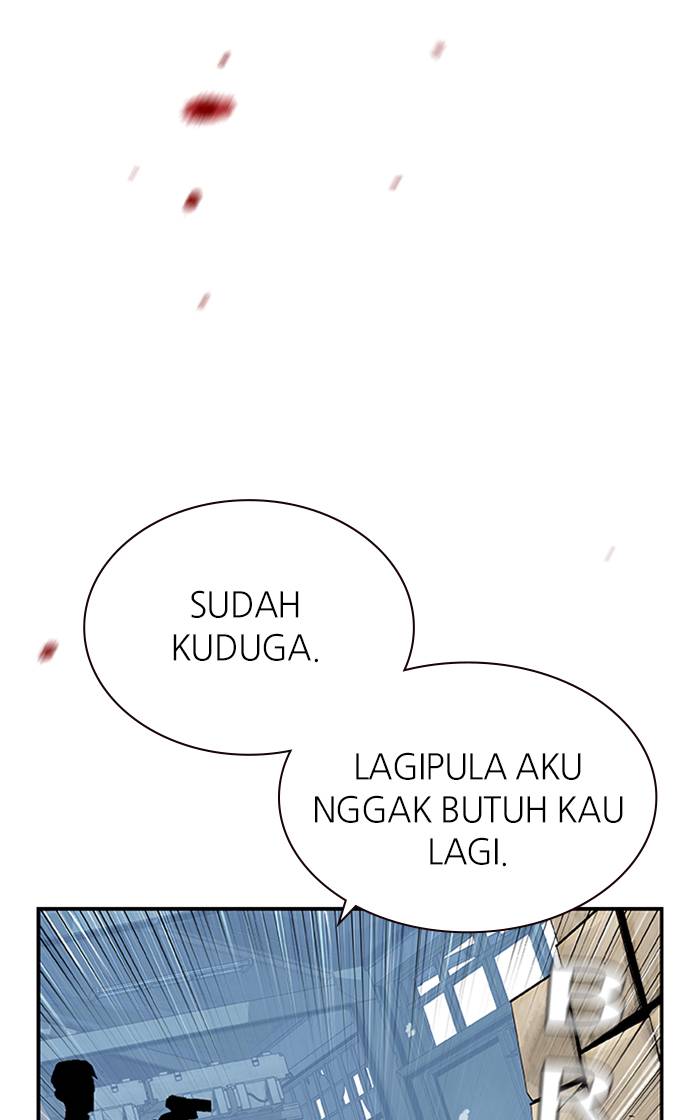 SUDAH
KUDUGA.
LAGIPULA AKU
NGGAK BUTUH KAU
LAGI.
B
R